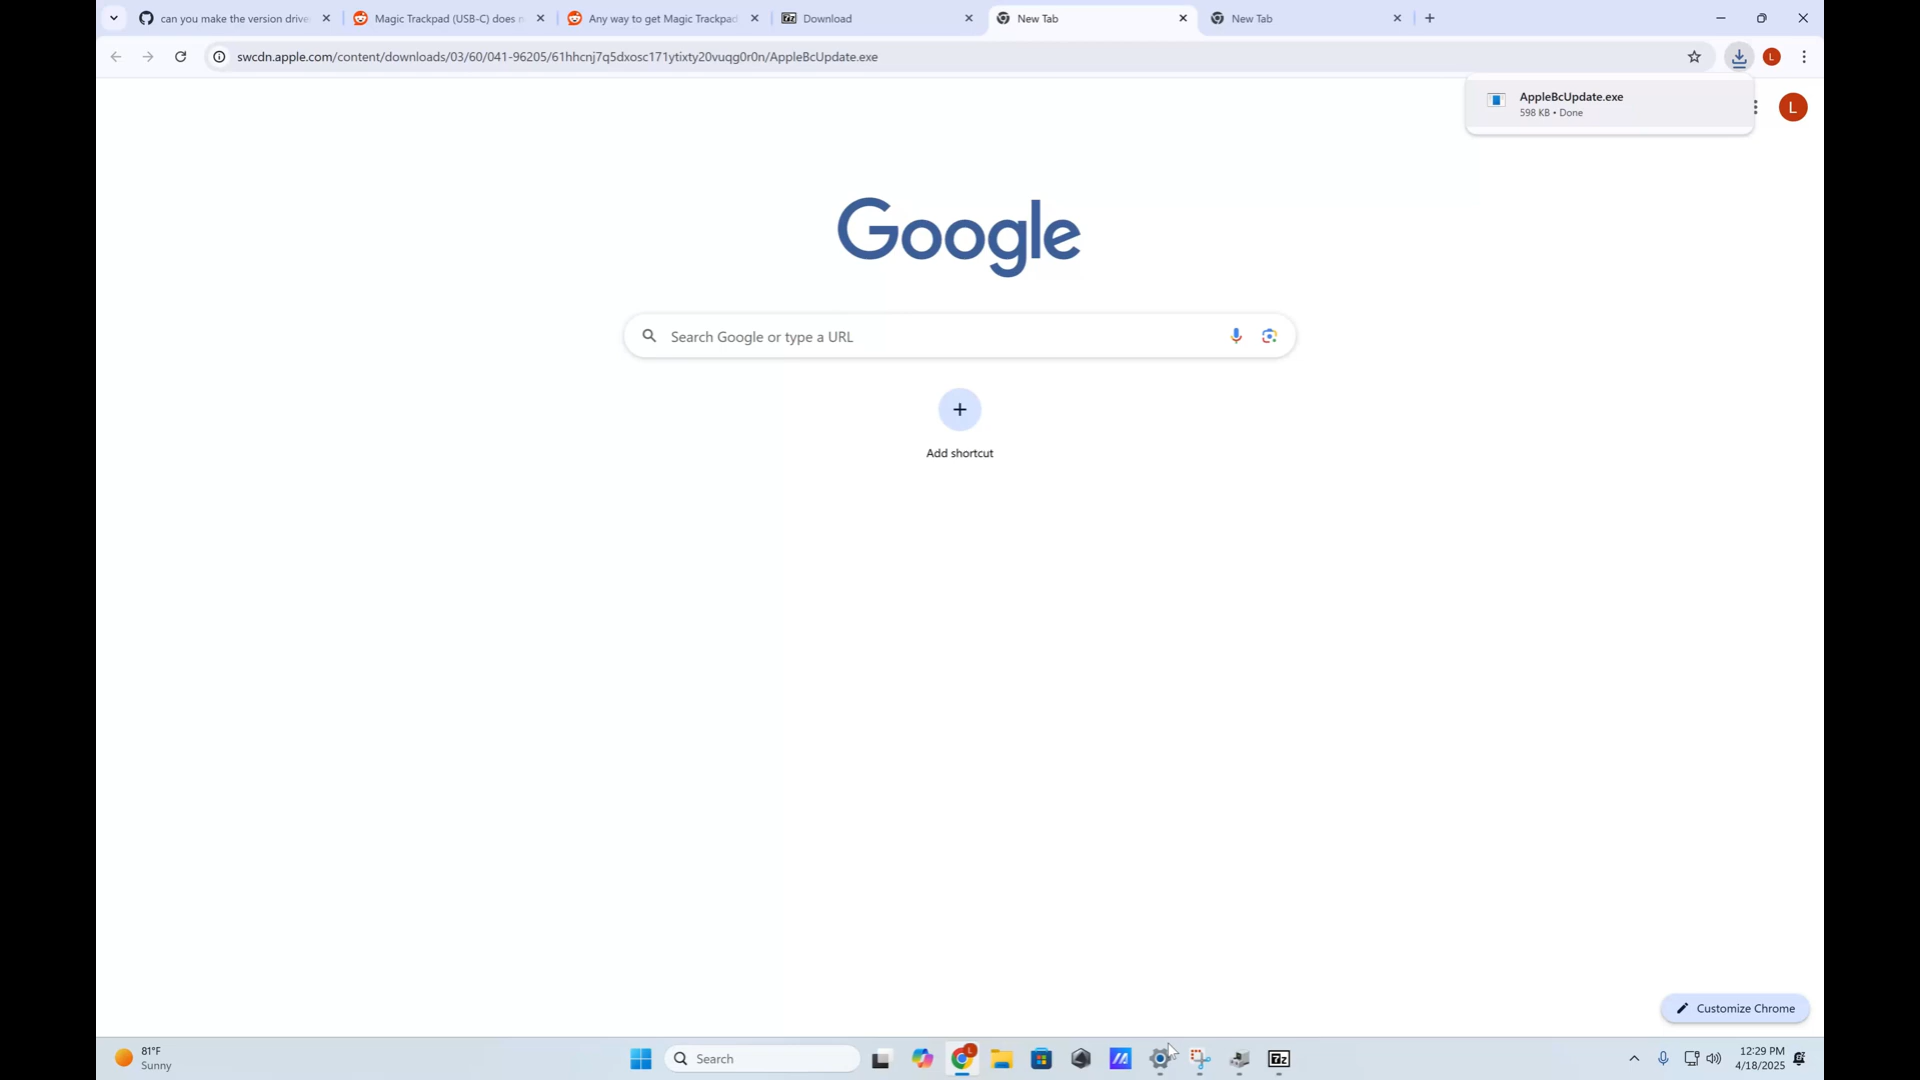 can you make the version drive
Magic Trackpad (USB-C) does n
Any way to get Magic Trackpad
7z Download
New Tab
New Tab
swcdn.apple.com/content/downloads/03/60/041-96205/61hhcnj7q5dxosc171ytixty20vuqg0r0n/AppleBcUpdate.exe
L
AppleBcUpdate.exe
598 KB • Done
L
Google
Search Google or type a URL
Add shortcut
Customize Chrome
81°F
Sunny
Search
L
7z
12:29 PM
4/18/2025